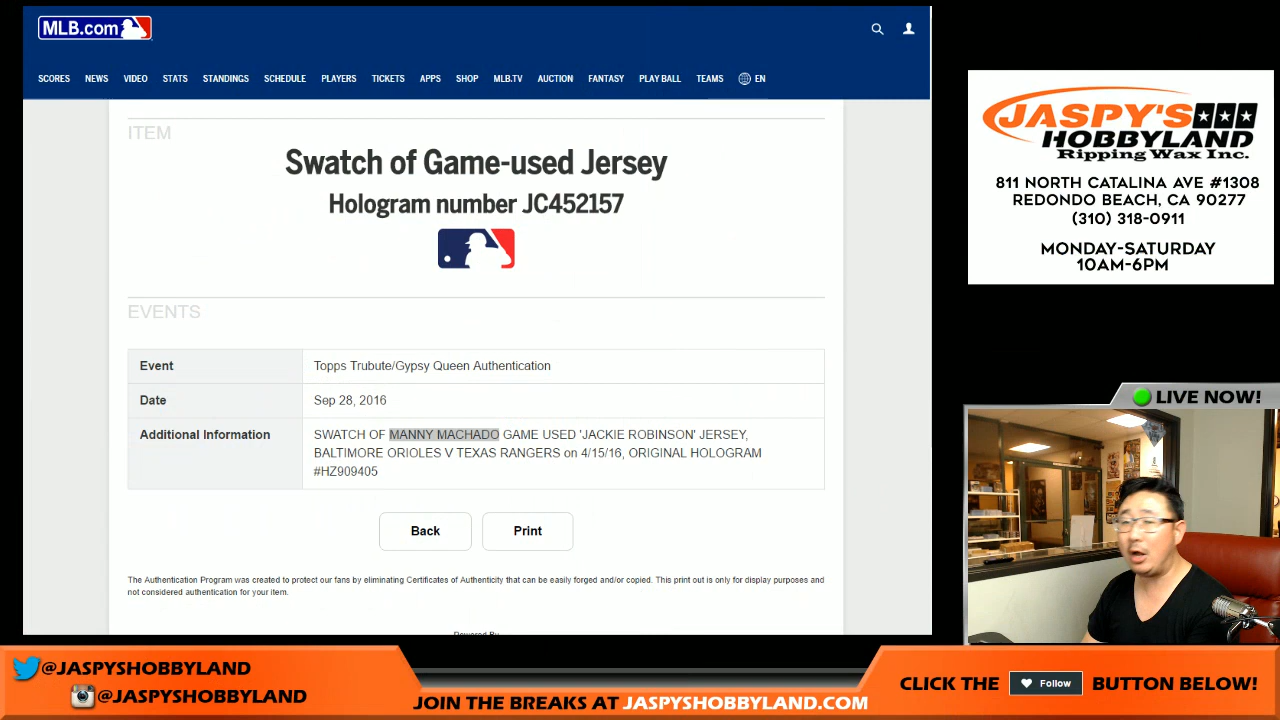 MLB.com
SCORES NEWS VIDEO STATS STANDINGS SCHEDULE PLAYERS TICKETS APPS SHOP MLB.TV AUCTION FANTASY PLAY BALL TEAMS EN
ITEM
Swatch of Game-used Jersey
Hologram number JC452157
EVENTS
Event Topps Trubute/Gypsy Queen Authentication
Date Sep 28, 2016
Additional Information SWATCH OF MANNY MACHADO GAME USED 'JACKIE ROBINSON' JERSEY,
BALTIMORE ORIOLES V TEXAS RANGERS on 4/15/16, ORIGINAL HOLOGRAM
#HZ909405
Back Print
The Authentication Program was created to protect our fans by eliminating Certificates of Authenticity that can be easily forged and/or copied. This print out is only for display purposes and
not considered authentication for your item.
Powered By
JASPY'S
HOBBYLAND
Ripping Wax Inc.
811 NORTH CATALINA AVE #1308
REDONDO BEACH, CA 90277
(310) 318-0911
MONDAY-SATURDAY
10AM-6PM
LIVE NOW!
@JASPYSHOBBYLAND
@JASPYSHOBBYLAND
JOIN THE BREAKS AT JASPYSHOBBYLAND.COM
CLICK THE Follow BUTTON BELOW!